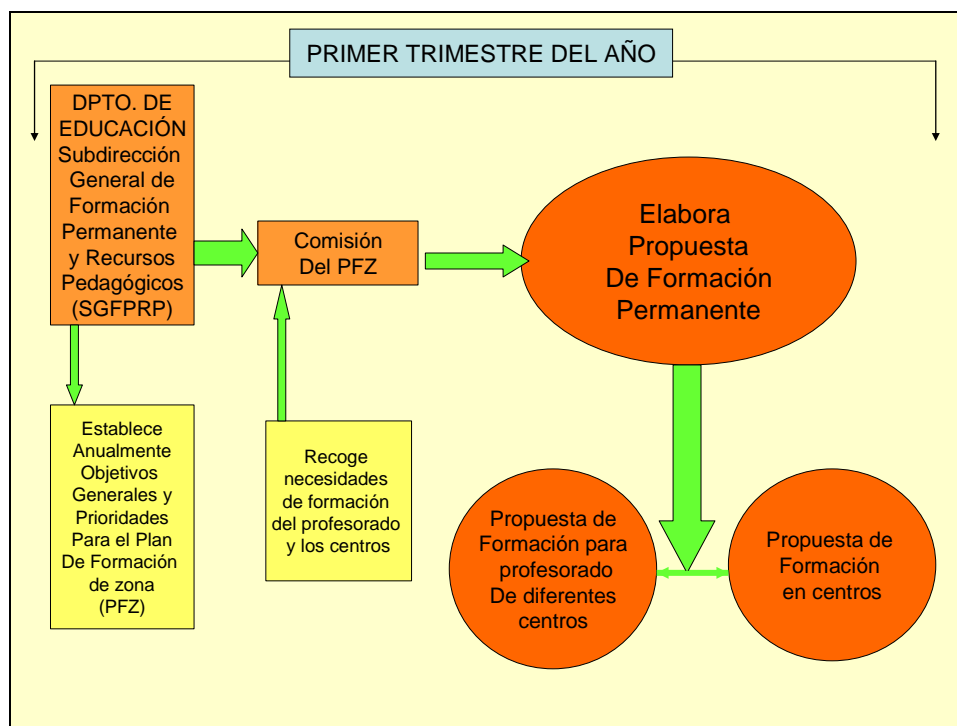 PRIMER TRIMESTRE DEL AÑO
DPTO. DE
EDUCACIÓN
Subdirección
General de
Formación
Permanente
y Recursos
Pedagógicos
(SGFPRP)
Comisión
Del PFZ
Elabora
Propuesta
De Formación
Permanente
Establece
Anualmente
Objetivos
Generales y
Prioridades
Para el Plan
De Formación
de zona
(PFZ)
Recoge
necesidades
de formación
del profesorado
y los centros
Propuesta de
Formación para
profesorado
De diferentes
centros
Propuesta de
Formación
en centros